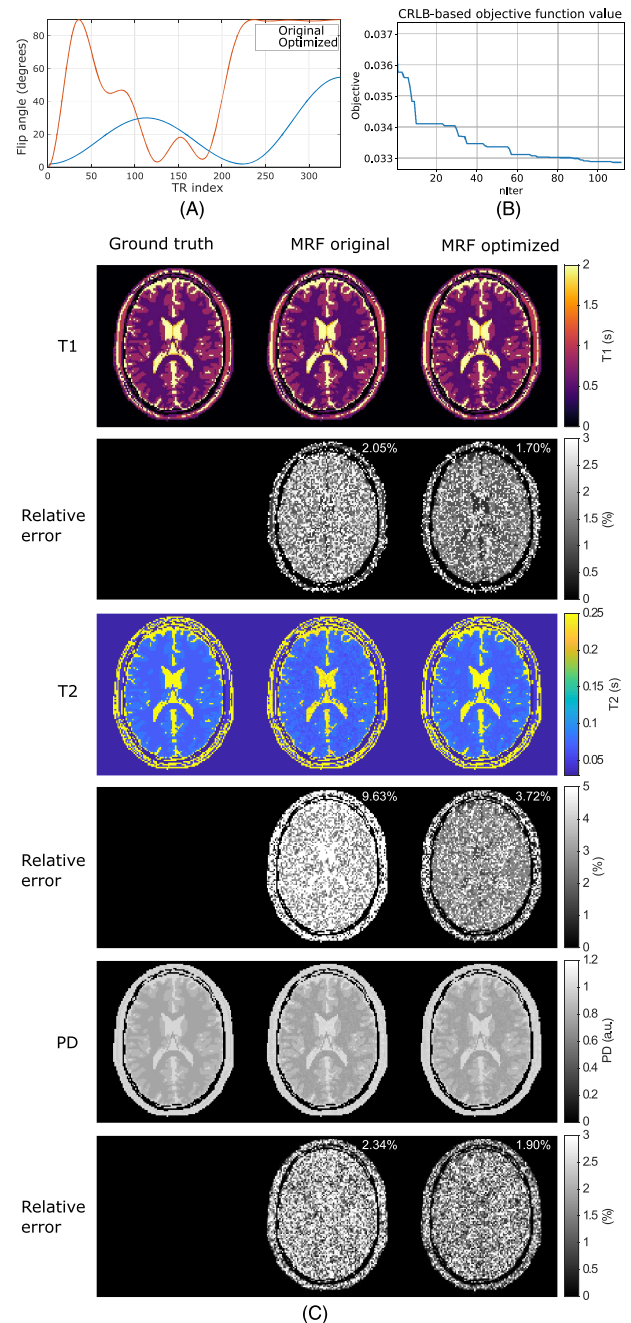 Flip angle (degrees)
80
60
40
20
0
0
50
100
150
200
250
300
TR index
Original
Optimized
(A)
CRLB-based objective function value
Objective
0.037
0.036
0.035
0.034
0.033
20
40
60
80
100
nIter
(B)
Ground truth
MRF original
MRF optimized
T1
2
1.5
1
0.5
0
T1 (s)
Relative
error
2.05%
1.70%
3
2.5
2
1.5
1
0.5
0
(%)
T2
0.25
0.2
0.15
0.1
0.05
T2 (s)
Relative
error
9.63%
3.72%
5
4
3
2
1
0
(%)
PD
1.2
1
0.8
0.6
0.4
0.2
0
PD (a.u.)
Relative
error
2.34%
1.90%
3
2.5
2
1.5
1
0.5
0
(%)
(C)